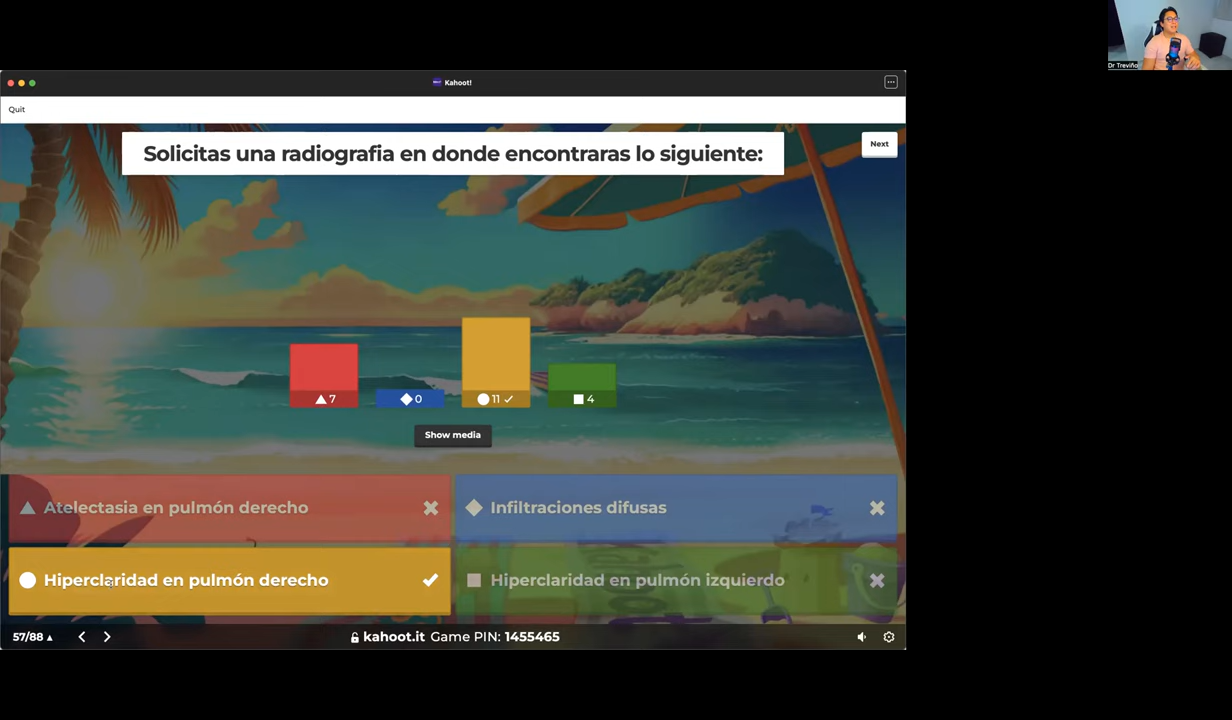 Dr Treviño
Kahoot!
Quit
Solicitas una radiografia en donde encontraras lo siguiente:
Next
7
0
11
4
Show media
Atelectasia en pulmón derecho
Infiltraciones difusas
Hiperclaridad en pulmón derecho
Hiperclaridad en pulmón izquierdo
57/88
kahoot.it Game PIN: 1455465